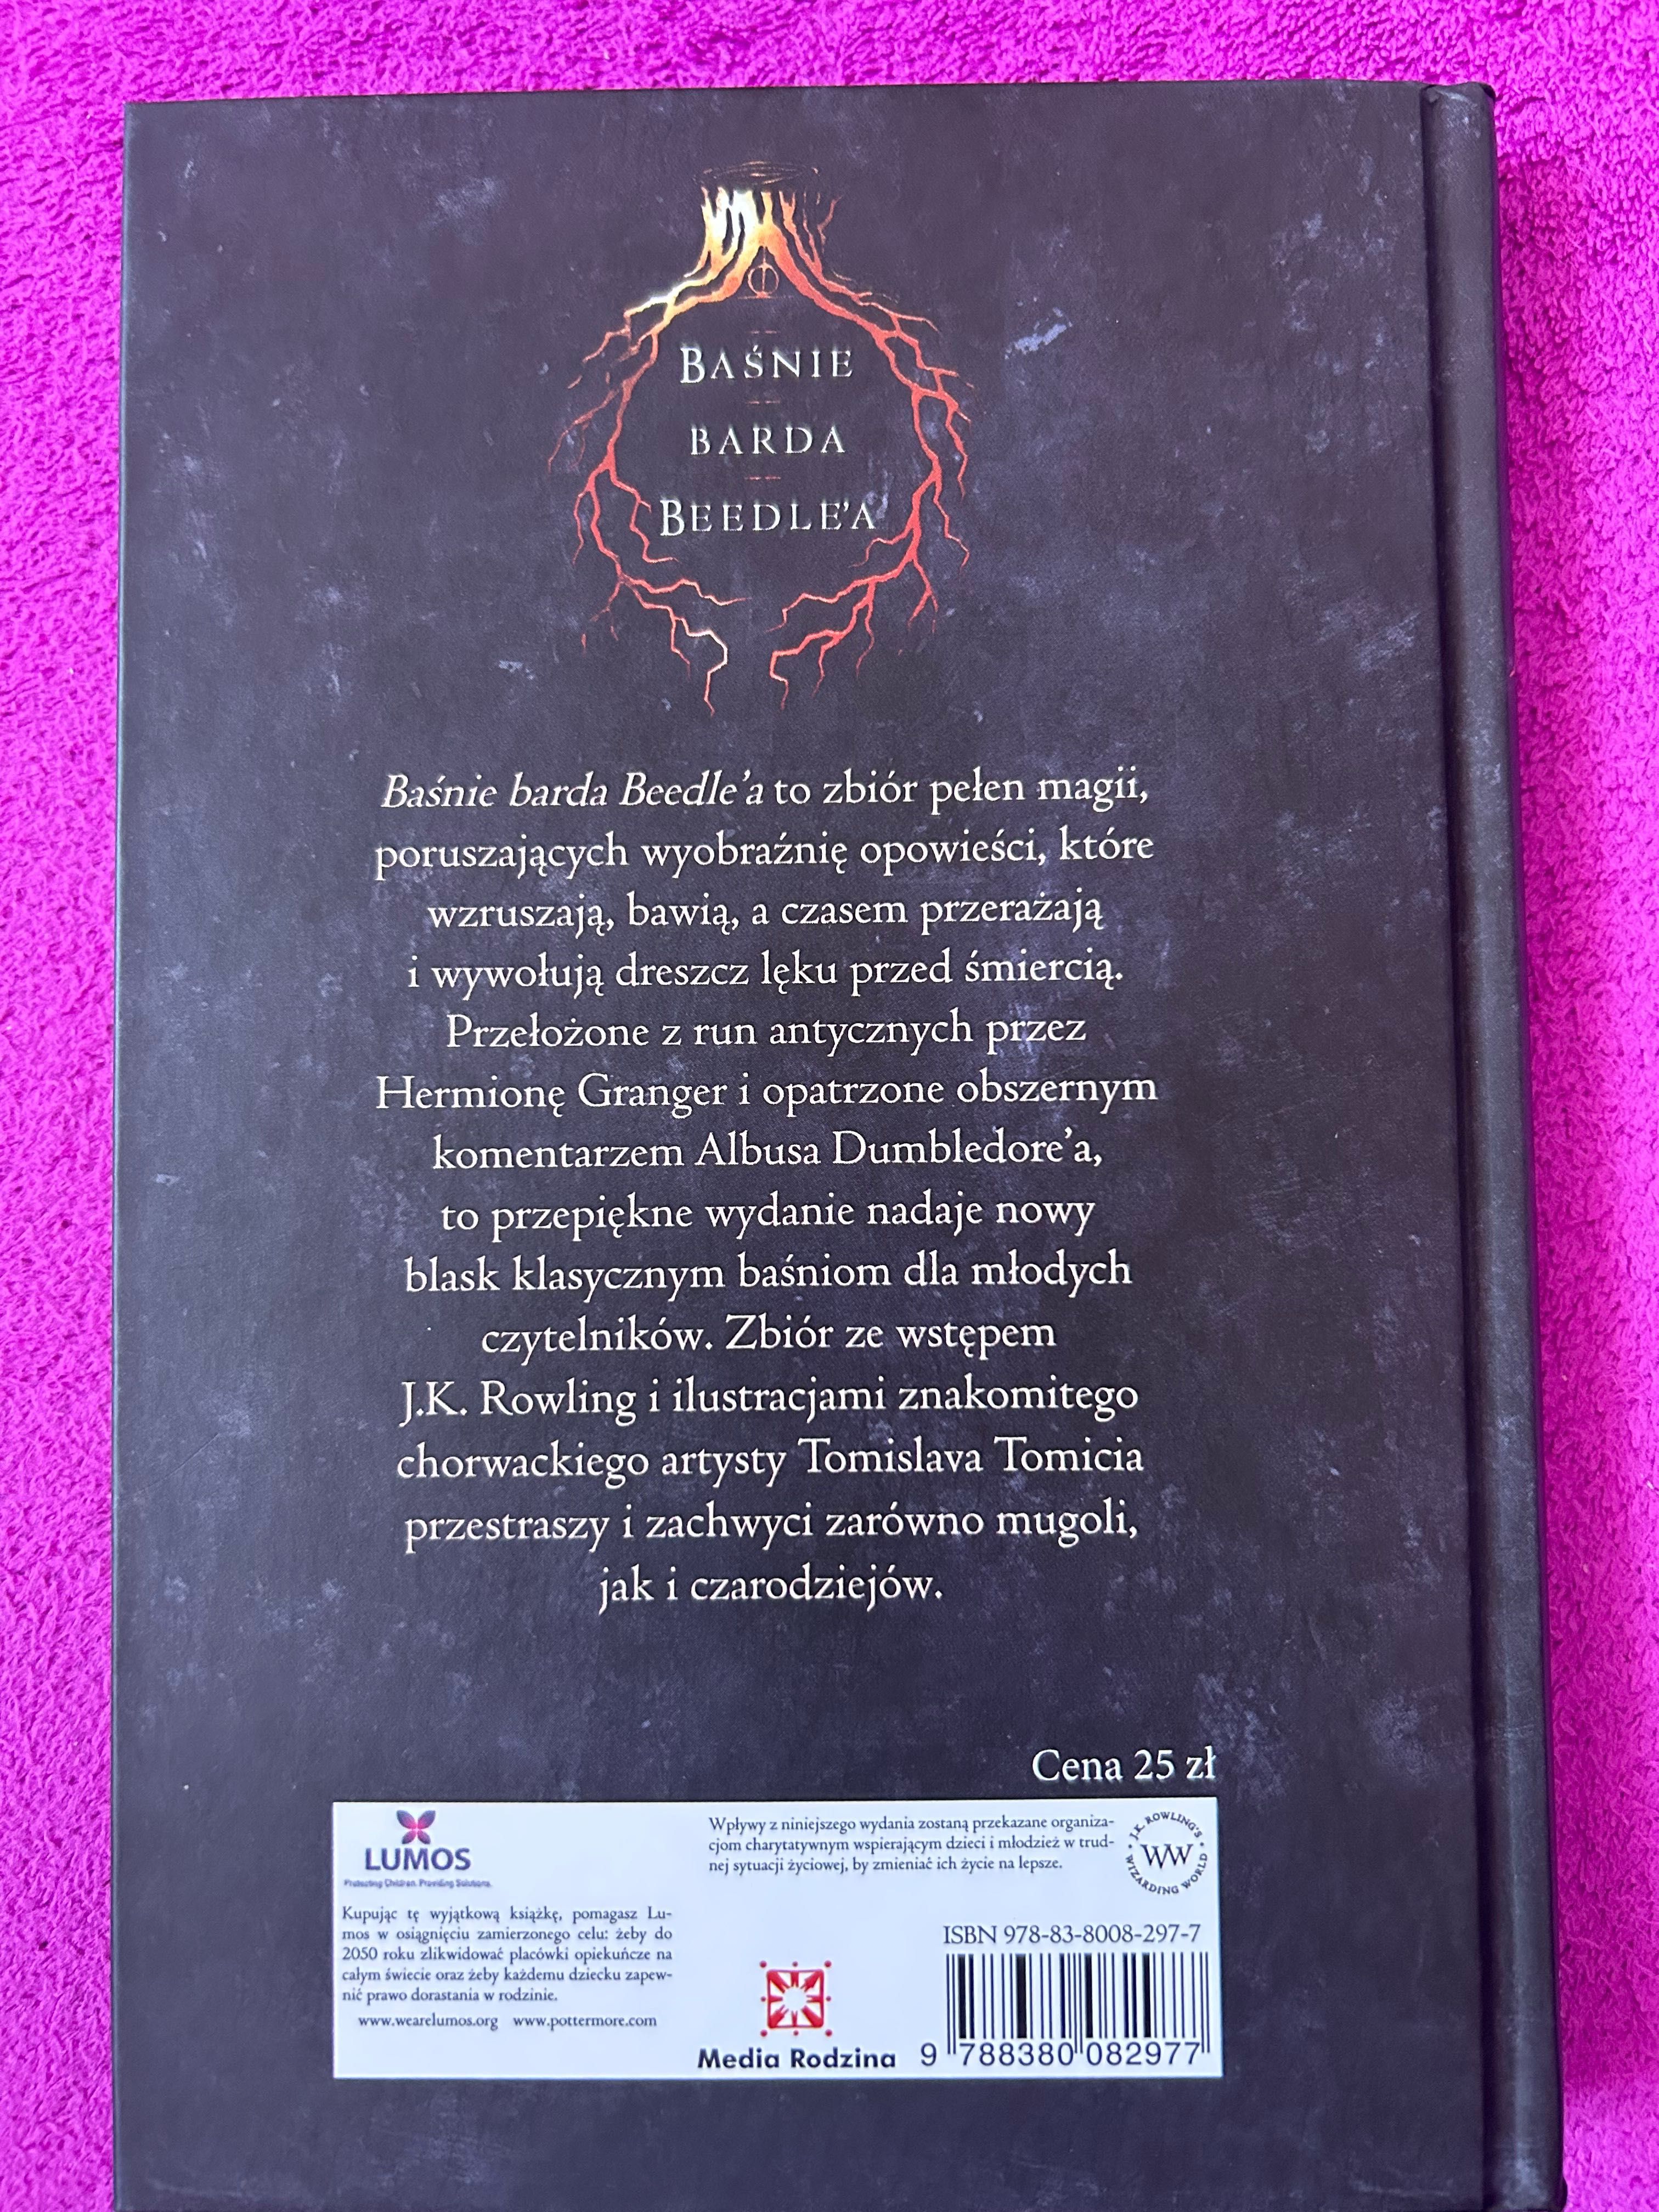 BAŚNIE
BARDA
BEEDLE'A
Baśnie barda Beedle'a to zbiór pełen magii,
poruszających wyobraźnię opowieści, które
wzruszają, bawią, a czasem przerażają
i wywołują dreszcz lęku przed śmiercią.
Przełożone z run antycznych przez
Hermionę Granger i opatrzone obszernym
komentarzem Albusa Dumbledore'a,
to przepiękne wydanie nadaje nowy
blask klasycznym baśniom dla młodych
czytelników. Zbiór ze wstępem
J.K. Rowling i ilustracjami znakomitego
chorwackiego artysty Tomislava Tomicia
przestraszy i zachwyci zarówno mugoli,
jak i czarodziejów.
Cena 25 zł
LUMOS
Protecting Children. Providing Solutions.
Kupując tę wyjątkową książkę, pomagasz Lu-
mos w osiągnięciu zamierzonego celu: żeby do
2050 roku zlikwidować placówki opiekuńcze na
całym świecie oraz żeby każdemu dziecku zapew-
nić prawo dorastania w rodzinie.
www.wearelumos.org www.pottermore.com
Wpływy z niniejszego wydania zostaną przekazane organiza-
cjom charytatywnym wspierającym dzieci i młodzież w trud-
nej sytuacji życiowej, by zmieniać ich życie na lepsze.
J.K. ROWLING'S
WW
WIZARDING WORLD
Media Rodzina
ISBN 978-83-8008-297-7
9 788380 082977